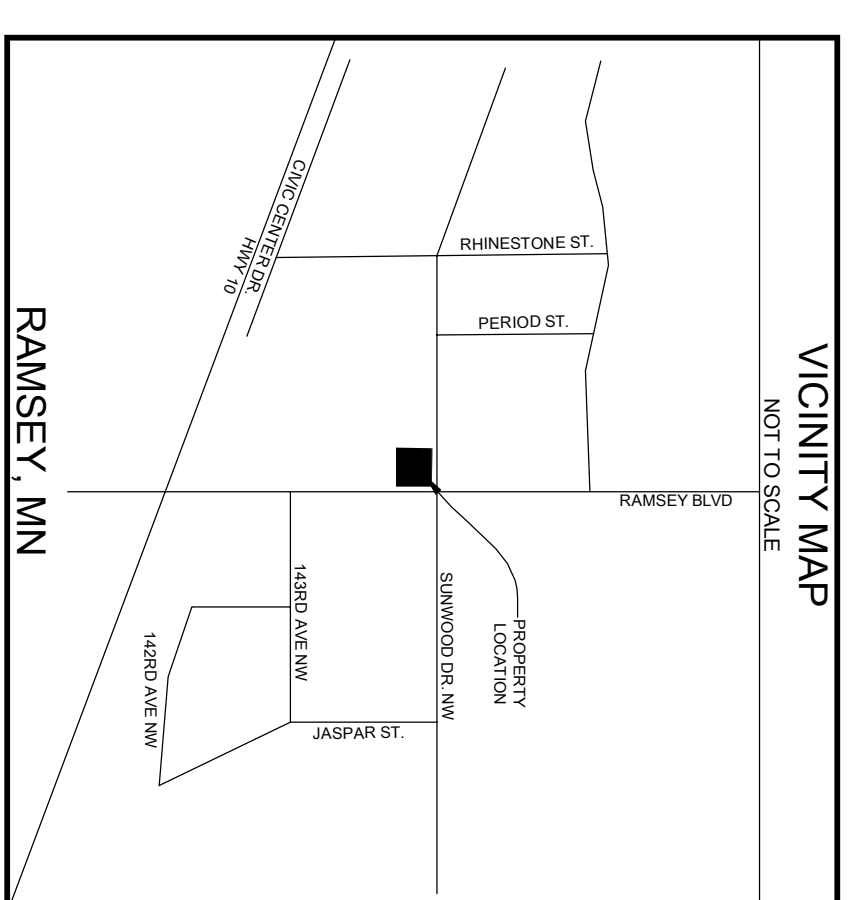 VICINITY MAP
NOT TO SCALE
RHINESTONE ST.
PERIOD ST.
RAMSEY BLVD
PROPERTY
LOCATION
SUNWOOD DR. NW
CIVIC CENTER DR.
HWY 10
143RD AVE NW
JASPAR ST.
142RD AVE NW
RAMSEY, MN